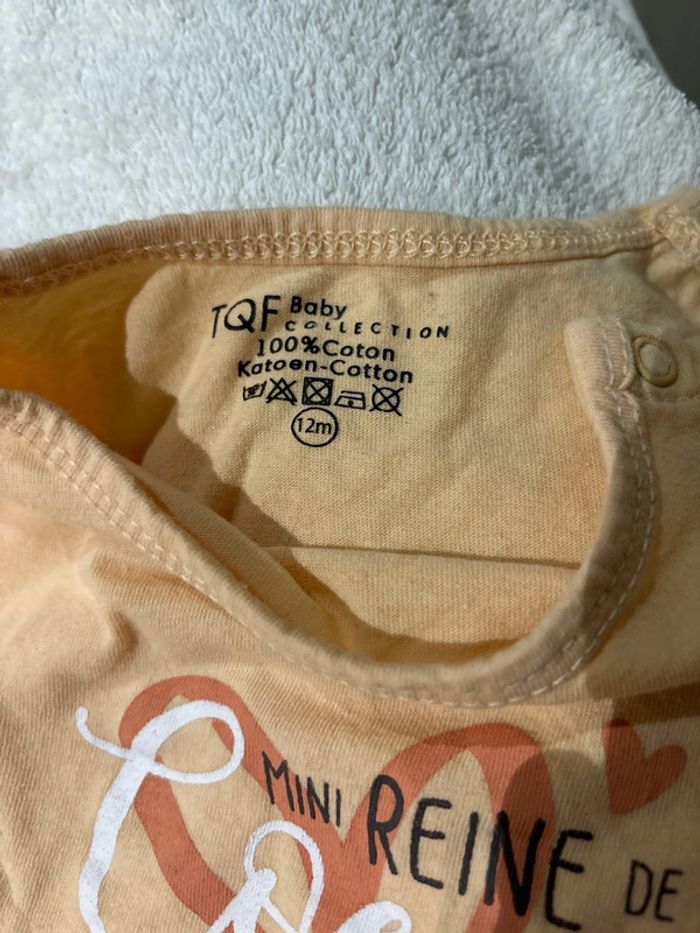 TQF Baby
COLLECTION
100%Coton
Katoen-Cotton
12m
MINI REINE DE